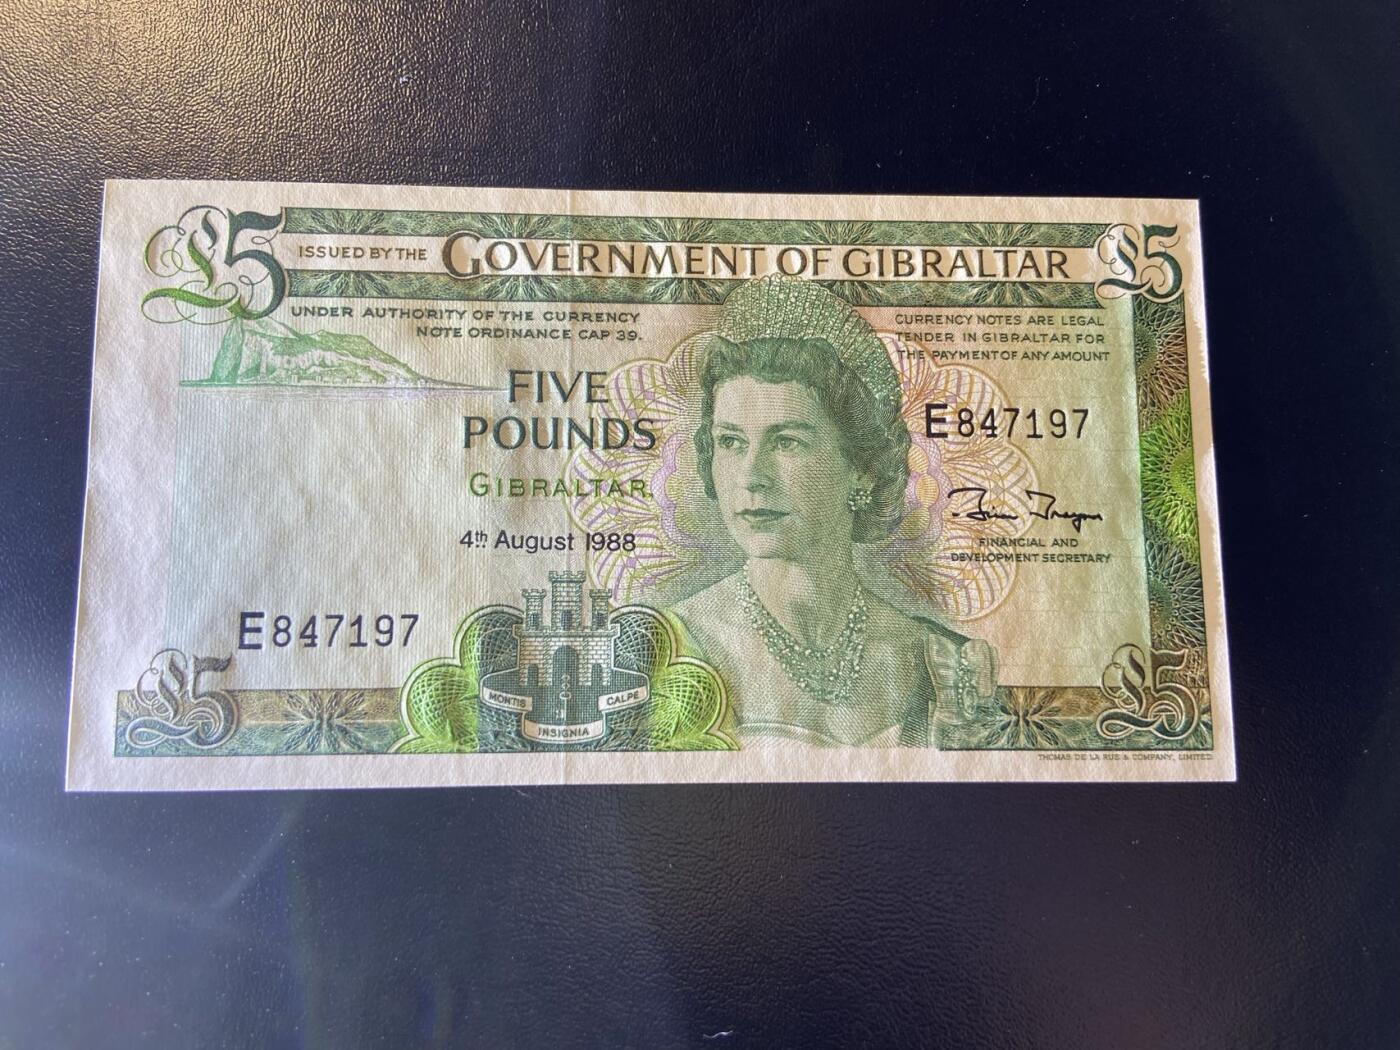 £5 ISSUED BY THE GOVERNMENT OF GIBRALTAR £5
UNDER AUTHORITY OF THE CURRENCY
NOTE ORDINANCE CAP 39.
CURRENCY NOTES ARE LEGAL
TENDER IN GIBRALTAR FOR
THE PAYMENT OF ANY AMOUNT
FIVE
POUNDS
GIBRALTAR.
4th August 1988
E847197
FINANCIAL AND
DEVELOPMENT SECRETARY
E847197
MONTIS CALPE
INSIGNIA
£5 £5
THOMAS DE LA RUE & COMPANY, LIMITED.